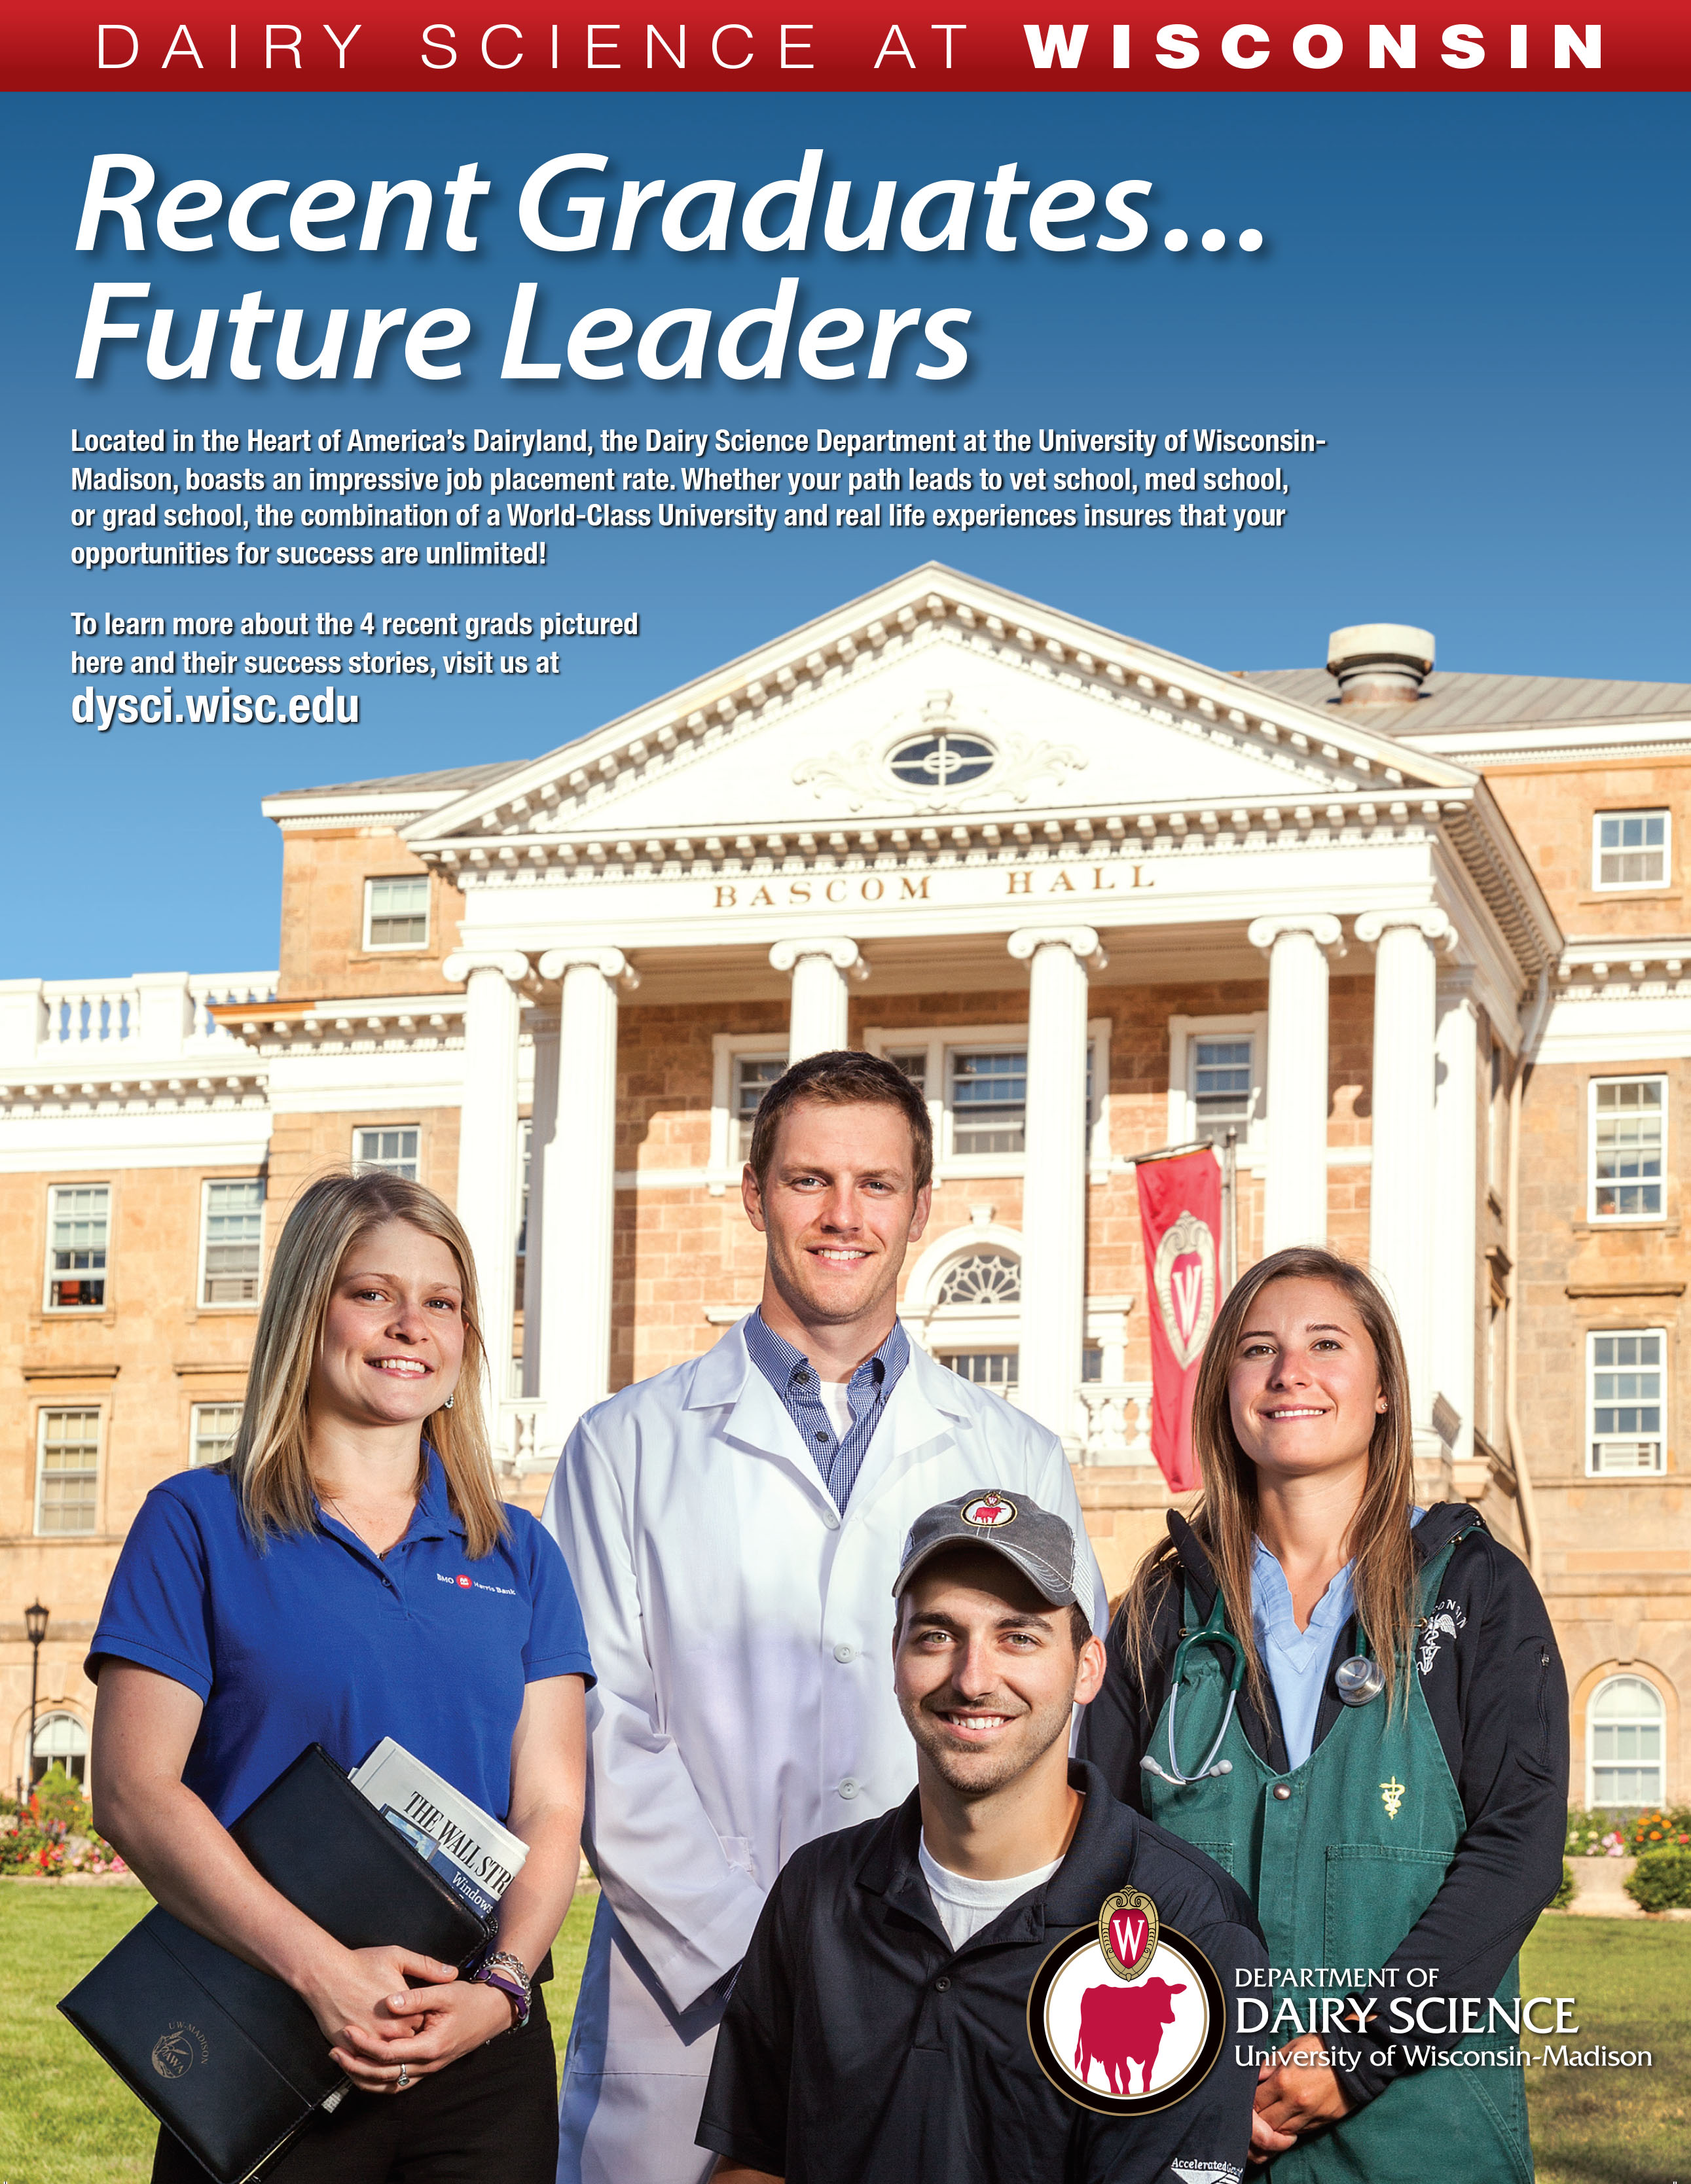 DAIRY SCIENCE AT WISCONSIN
Recent Graduates...
Future Leaders
Located in the Heart of America's Dairyland, the Dairy Science Department at the University of Wisconsin-
Madison, boasts an impressive job placement rate. Whether your path leads to vet school, med school,
or grad school, the combination of a World-Class University and real life experiences insures that your
opportunities for success are unlimited!
To learn more about the 4 recent grads pictured
here and their success stories, visit us at
dysci.wisc.edu
BASCOM HALL
W
W
BMO Harris Bank
THE WALL STR
Windows
UW-MADISON
AWA
W
DEPARTMENT OF
DAIRY SCIENCE
University of Wisconsin-Madison
Accelerated